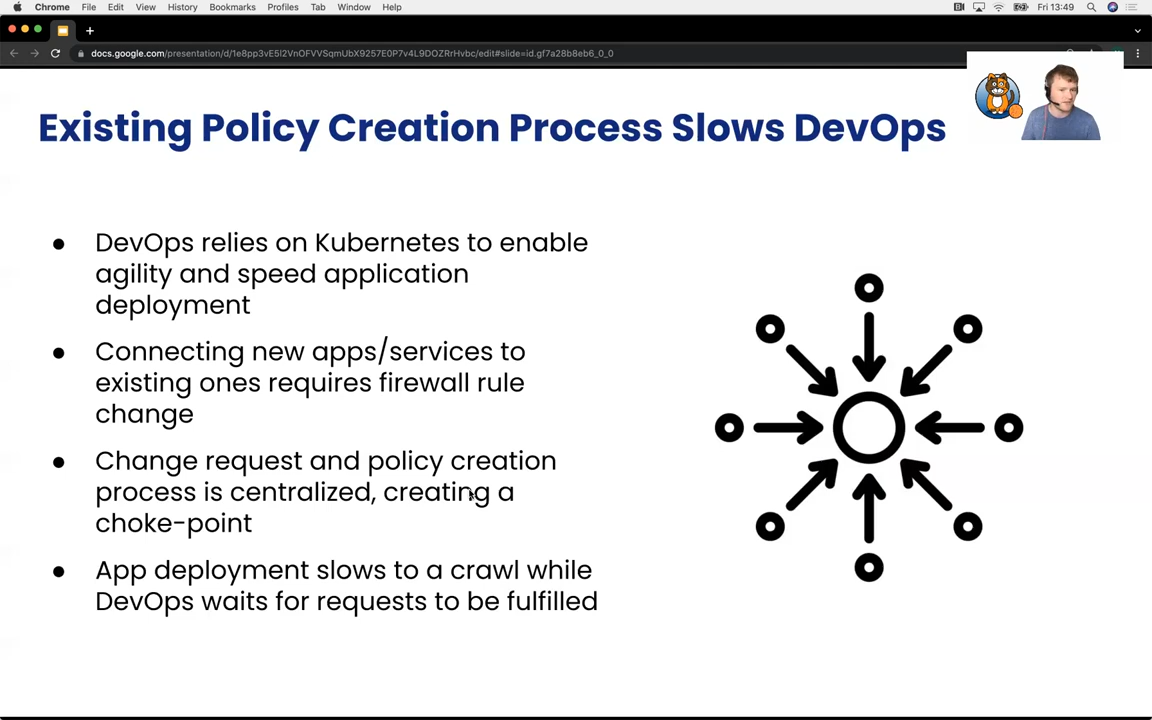 Chrome File Edit View History Bookmarks Profiles Tab Window Help
Fri 13:49
docs.google.com/presentation/d/1e8pp3vE5I2VnOFVVSqmUbX9257E0P7v4L9DOZRrHvbc/edit#slide=id.gf7a28b8eb6_0_0
Existing Policy Creation Process Slows DevOps
● DevOps relies on Kubernetes to enable
agility and speed application
deployment
● Connecting new apps/services to
existing ones requires firewall rule
change
● Change request and policy creation
process is centralized, creating a
choke-point
● App deployment slows to a crawl while
DevOps waits for requests to be fulfilled